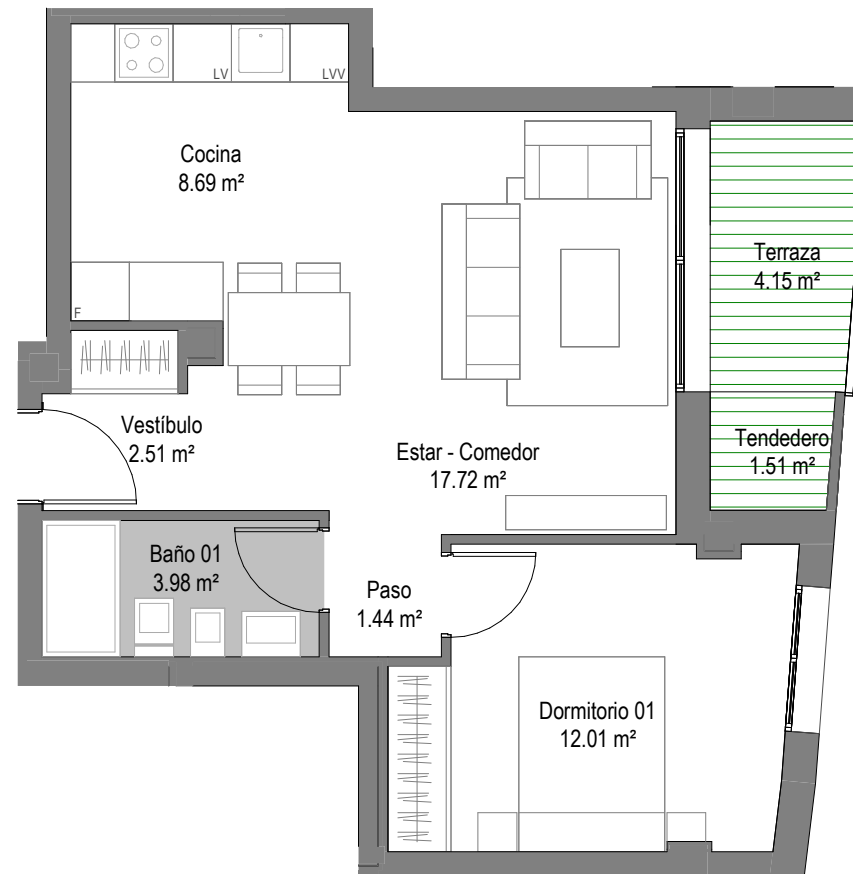 LV
LVV
Cocina
8.69 m²
Terraza
4.15 m²
F
Vestíbulo
2.51 m²
Estar - Comedor
17.72 m²
Tendedero
1.51 m²
Baño 01
3.98 m²
Paso
1.44 m²
Dormitorio 01
12.01 m²